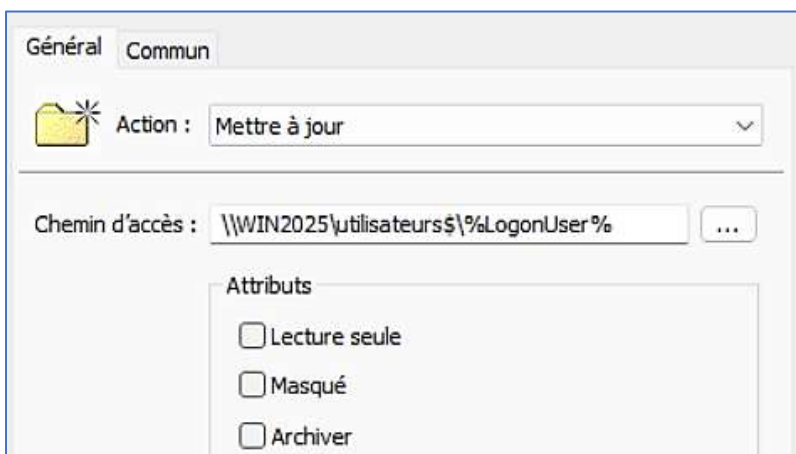 Général Commun
Action : Mettre à jour
Chemin d'accès : \\WIN2025\utilisateurs$\%LogonUser% ...
Attributs
Lecture seule
Masqué
Archiver